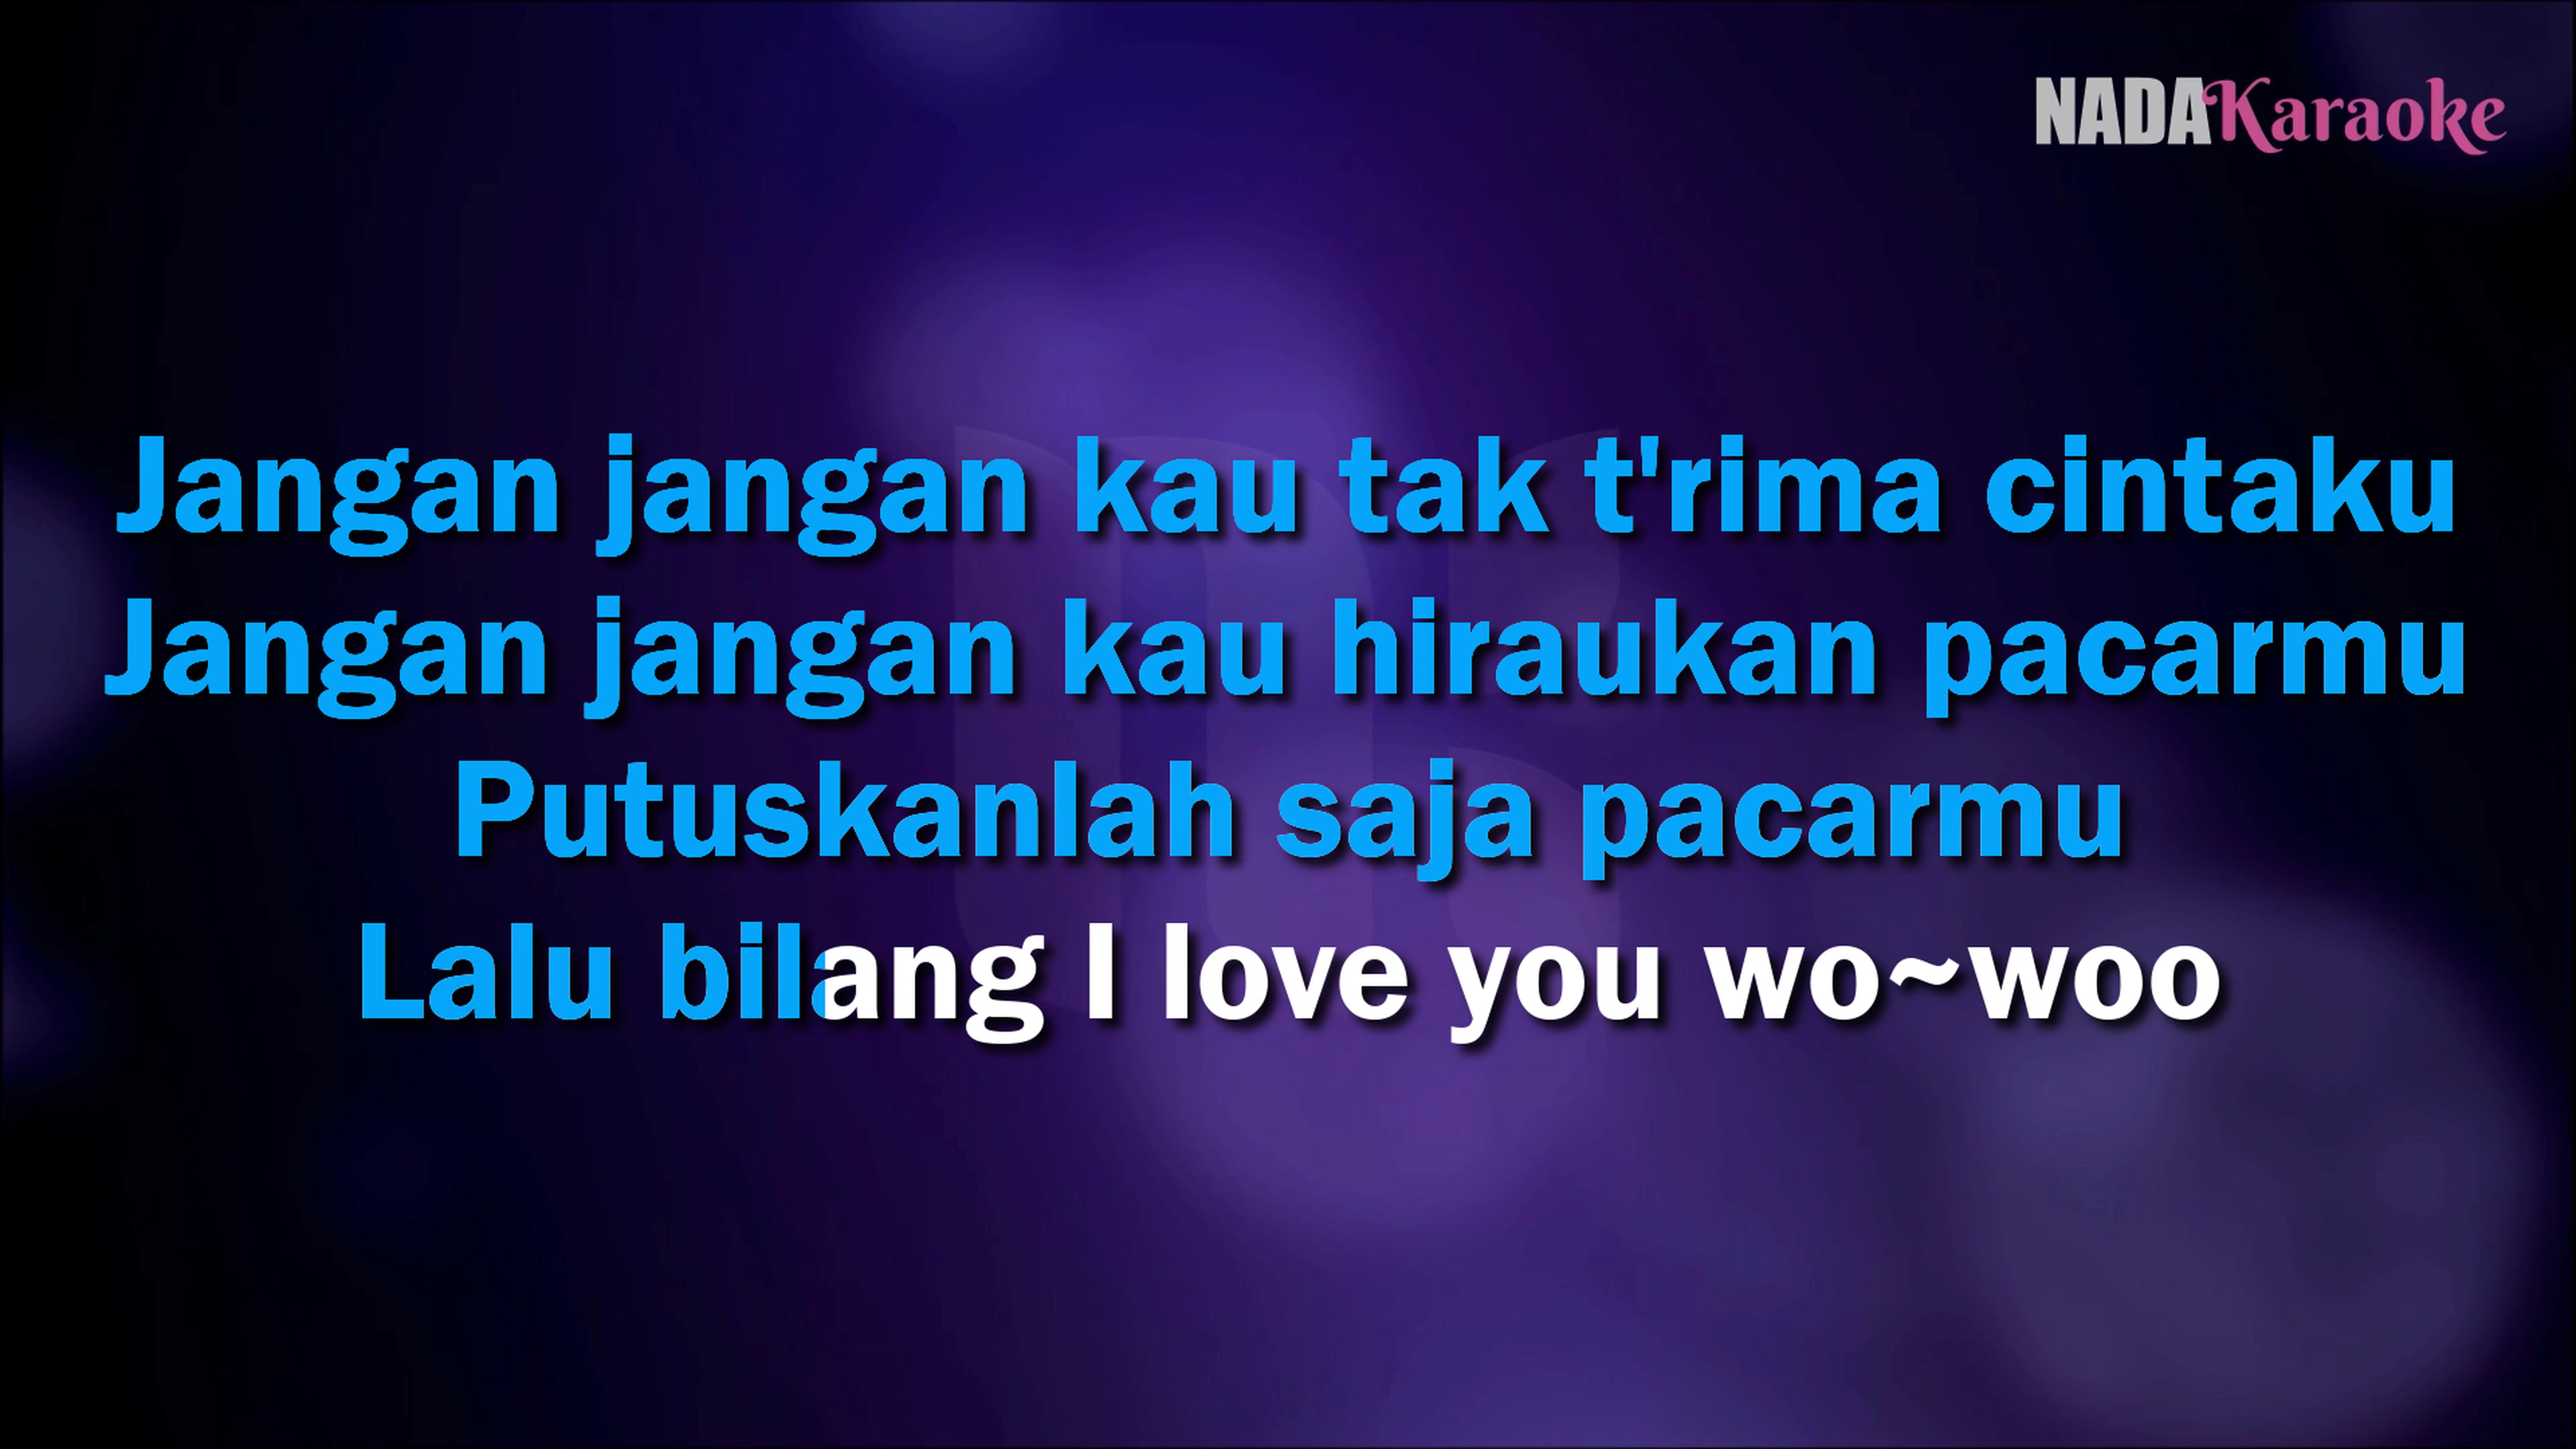 NADAKaraoke
Jangan jangan kau tak t'rima cintaku
Jangan jangan kau hiraukan pacarmu
Putuskanlah saja pacarmu
Lalu bilang I love you wo~woo